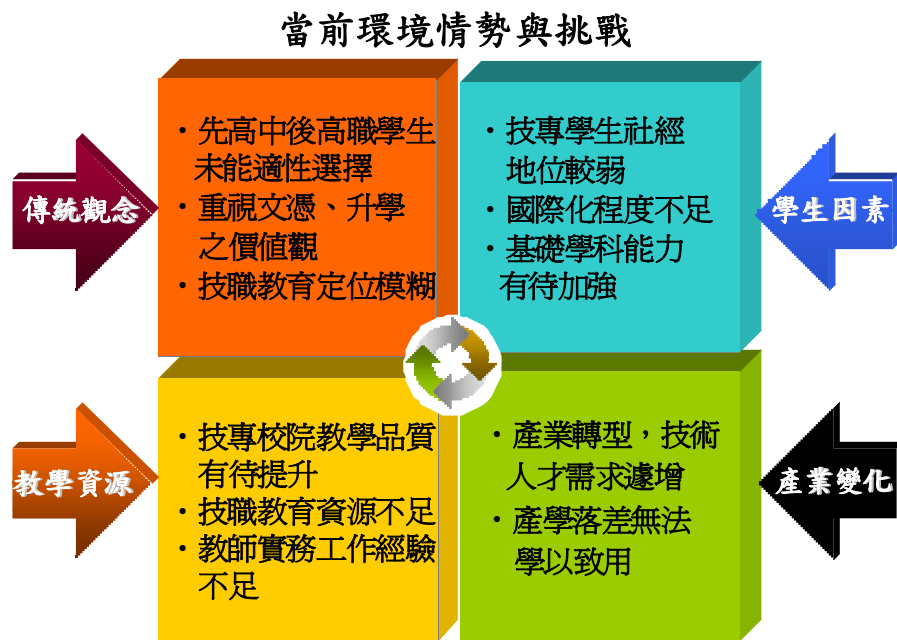 當前環境情勢與挑戰
傳統觀念
・先高中後高職學生
未能適性選擇
・重視文憑、升學
之價值觀
・技職教育定位模糊
・技專學生社經
地位較弱
・國際化程度不足
・基礎學科能力
有待加強
學生因素
教學資源
・技專校院教學品質
有待提升
・技職教育資源不足
・教師實務工作經驗
不足
・產業轉型，技術
人才需求遽增
・產學落差無法
學以致用
產業變化